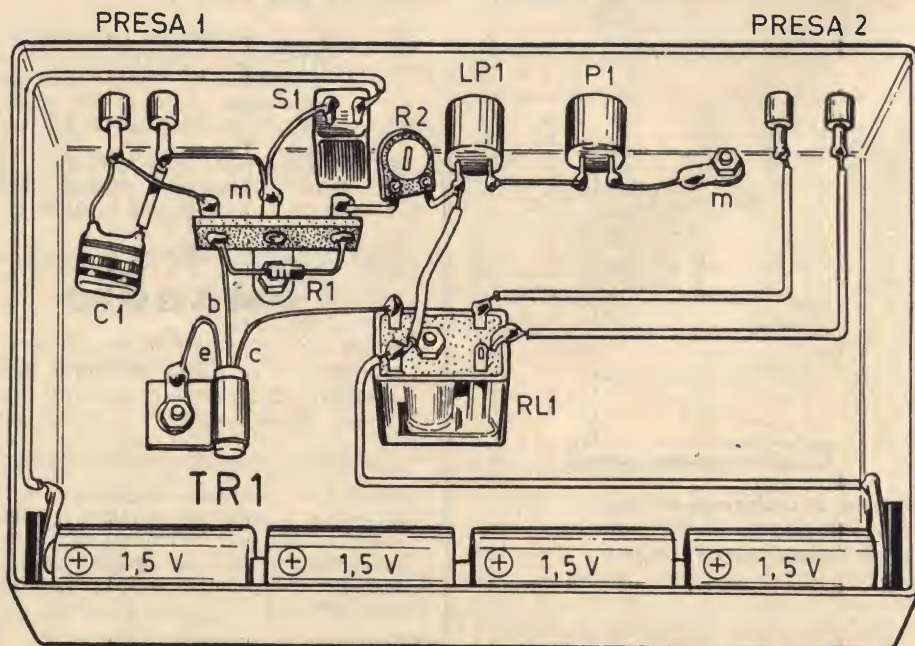 PRESA 1
PRESA 2
LP1
P1
S1
R2
m
m
R1
C1
b
e
c
RL1
TR1
+ 1,5 V
+ 1,5 V
+ 1,5 V
+ 1,5 V